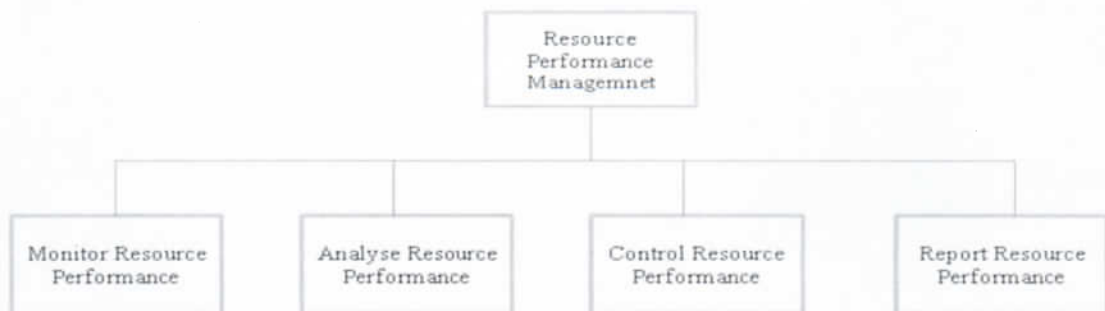 Resource
Performance
Managemnet
Monitor Resource
Performance
Analyse Resource
Performance
Control Resource
Performance
Report Resource
Performance